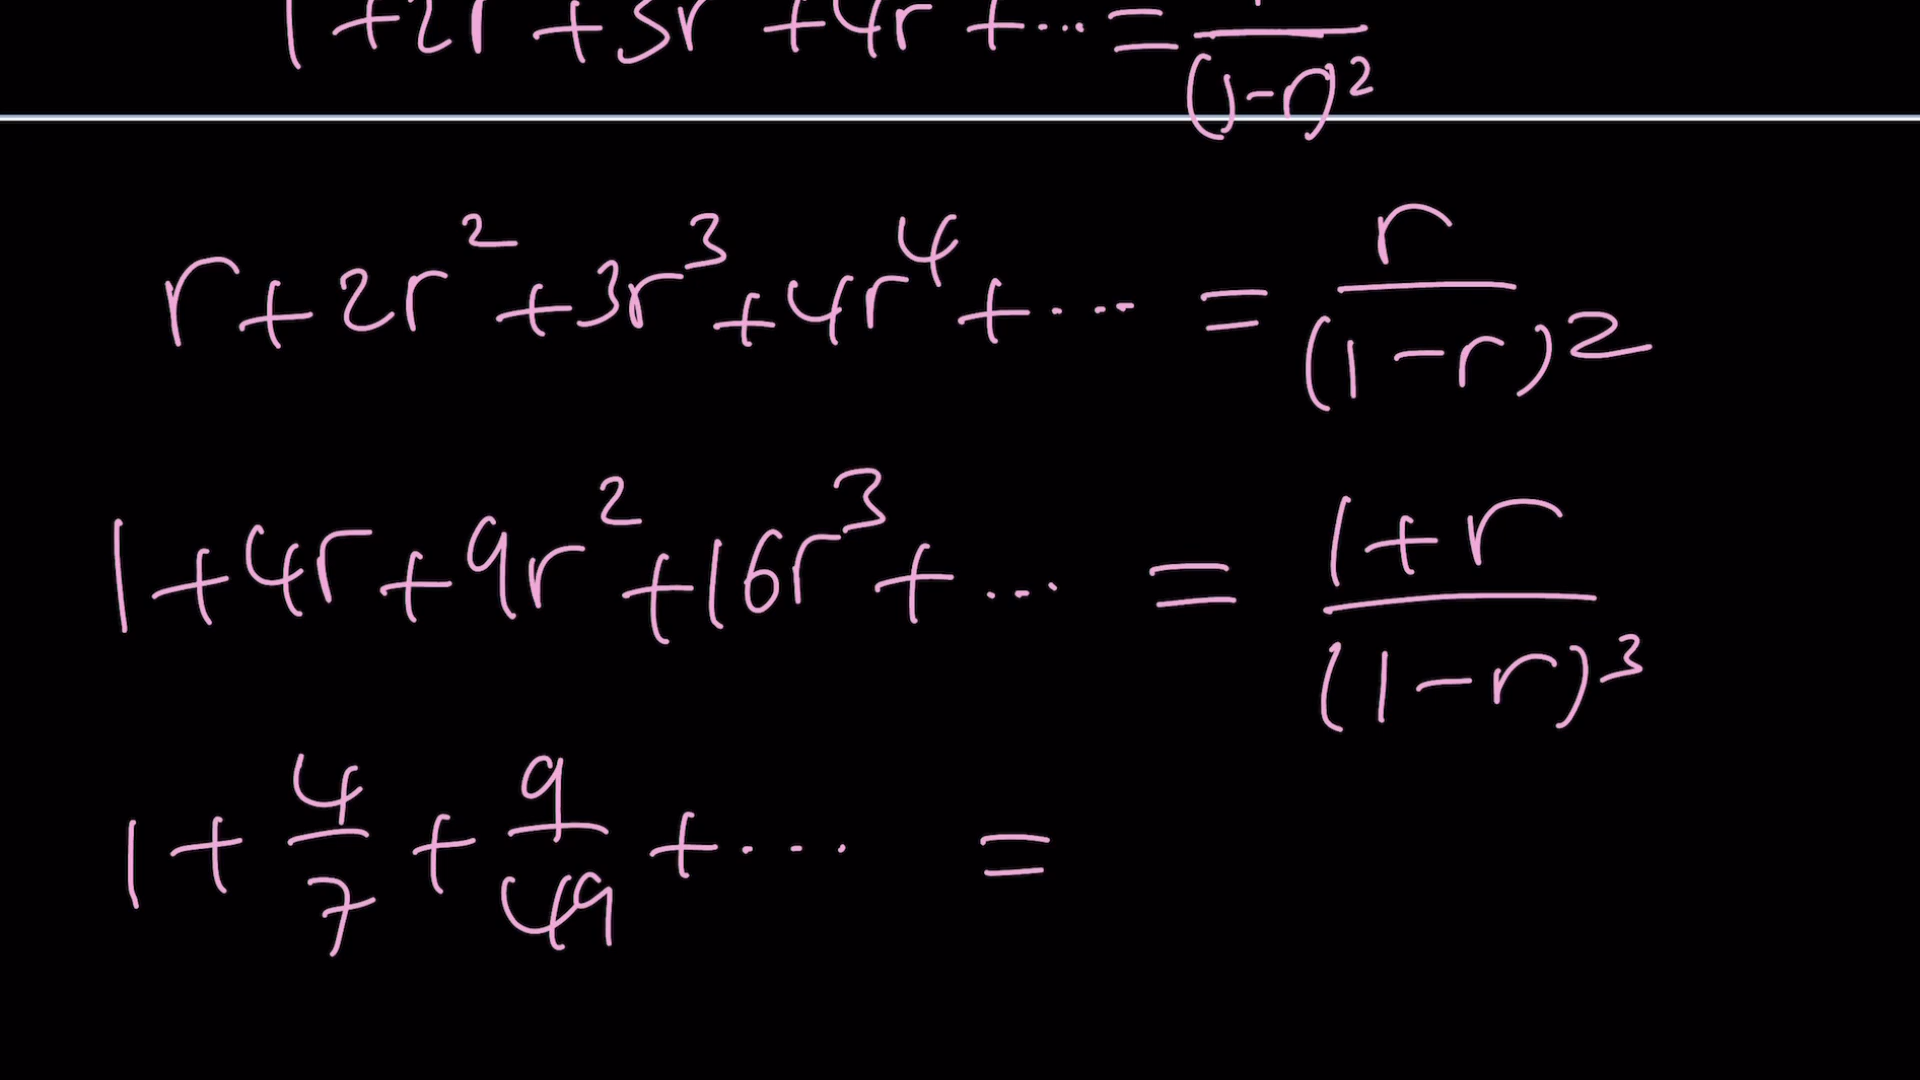 1+2r+3r+4r+...=1/(1-r)²
r+2r²+3r³+4r⁴+... = r/(1-r)²
1+4r+9r²+16r³+... = (1+r)/(1-r)³
1+4/7+9/49+... =